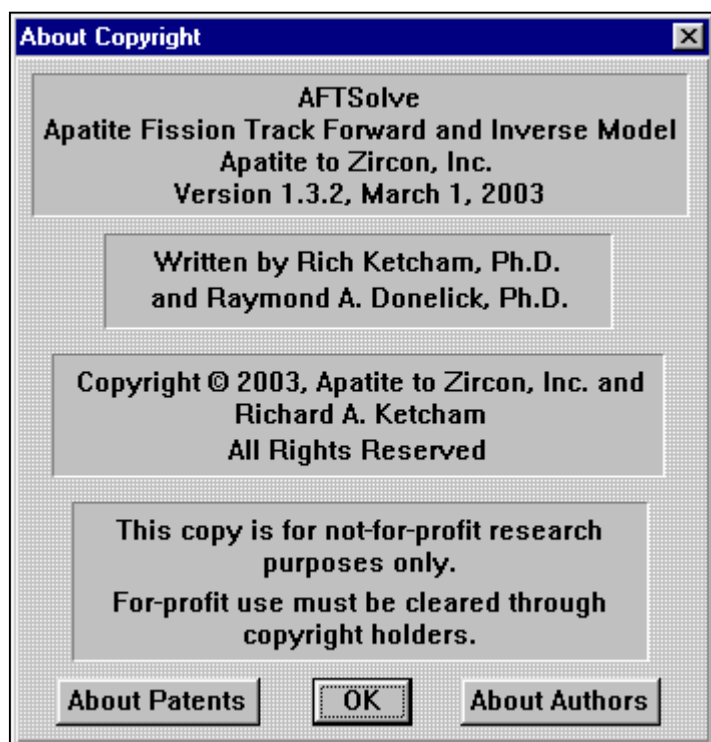 About Copyright
AFTSolve
Apatite Fission Track Forward and Inverse Model
Apatite to Zircon, Inc.
Version 1.3.2, March 1, 2003
Written by Rich Ketcham, Ph.D.
and Raymond A. Donelick, Ph.D.
Copyright © 2003, Apatite to Zircon, Inc. and
Richard A. Ketcham
All Rights Reserved
This copy is for not-for-profit research
purposes only.
For-profit use must be cleared through
copyright holders.
About Patents OK About Authors